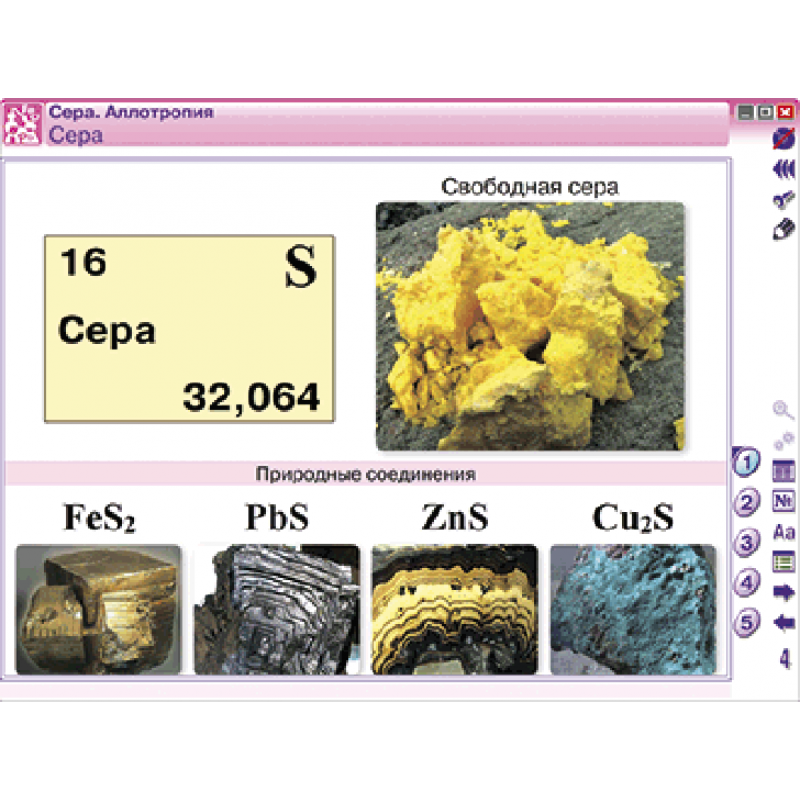 Сера. Аллотропия
Сера
Свободная сера
16 S
Сера
32,064
Природные соединения
FeS₂ PbS ZnS Cu₂S
1
2
3
4
5
№
Aa
4